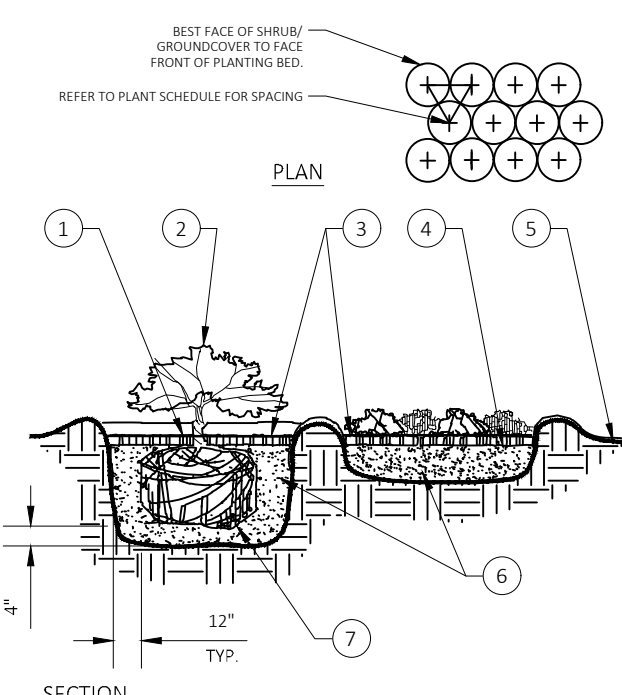 BEST FACE OF SHRUB/
GROUNDCOVER TO FACE
FRONT OF PLANTING BED.
REFER TO PLANT SCHEDULE FOR SPACING
PLAN
1
2
3
4
5
6
4"
12"
TYP.
7
SECTION